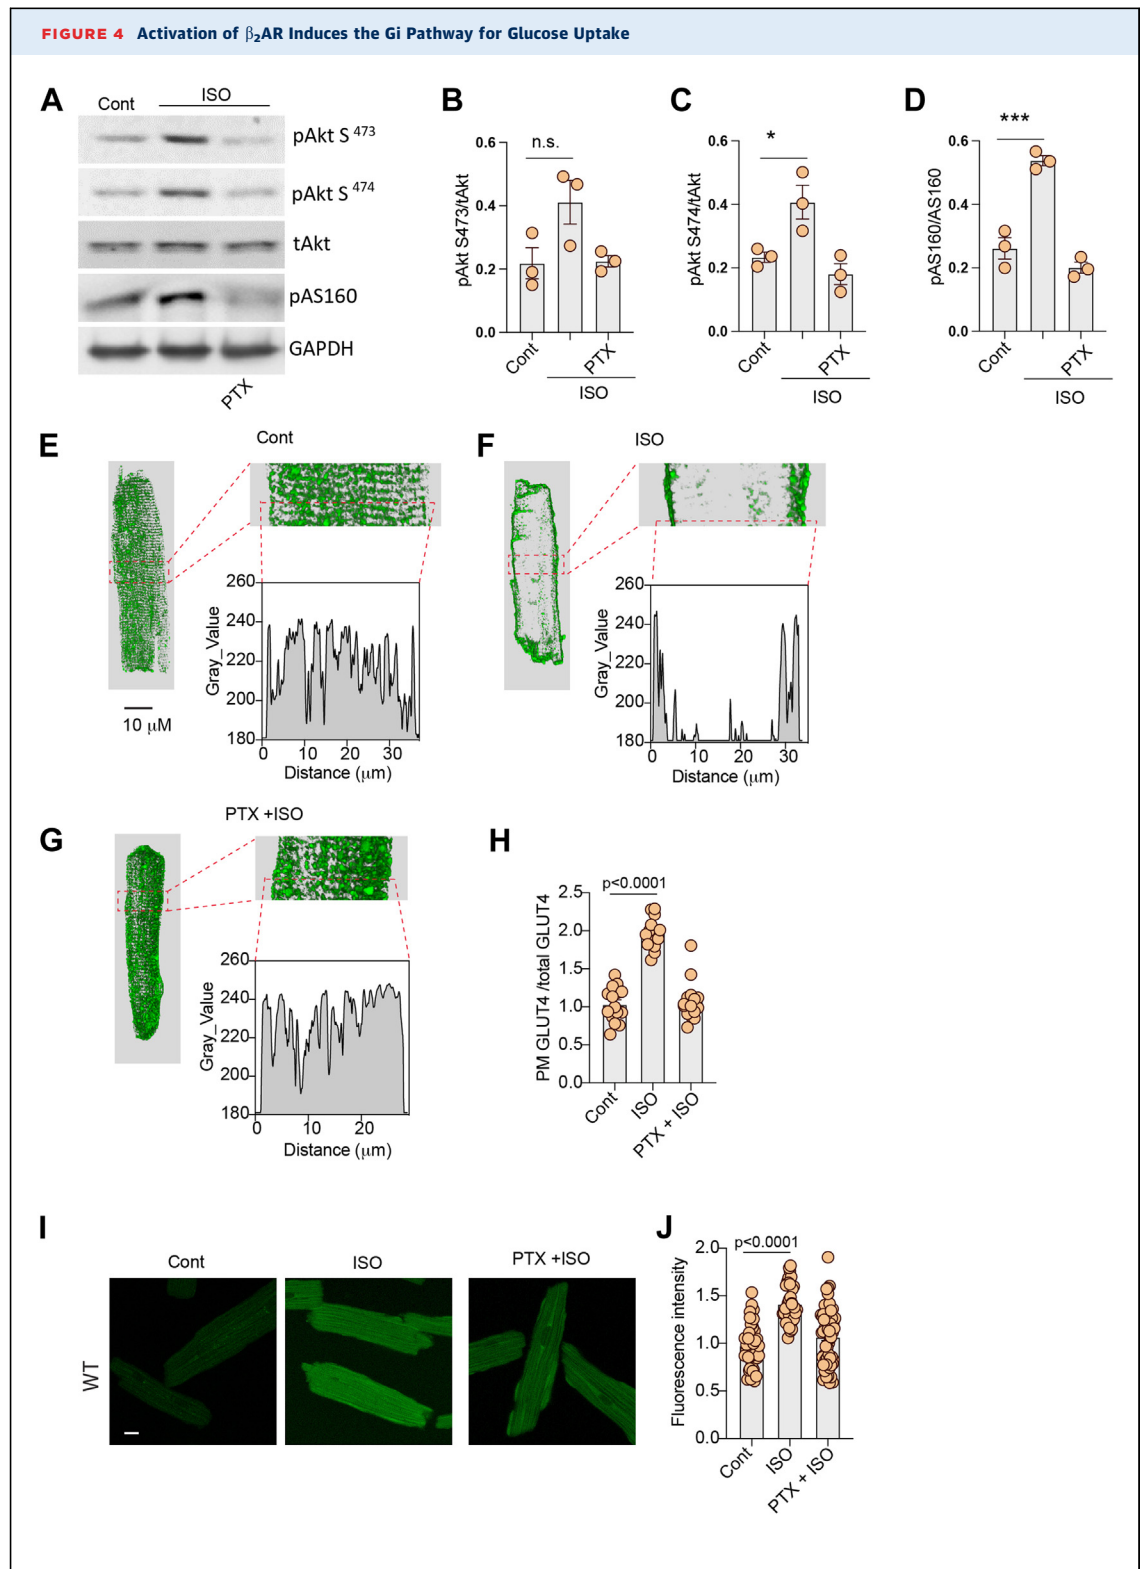 FIGURE 4 Activation of β₂AR Induces the Gi Pathway for Glucose Uptake
A
Cont
ISO
pAkt S 473
pAkt S 474
tAkt
pAS160
GAPDH
PTX
B
n.s.
pAkt S473/tAkt
0.6
0.4
0.2
0.0
Cont
PTX
ISO
C
*
pAkt S474/tAkt
0.6
0.4
0.2
0.0
Cont
PTX
ISO
D
***
pAS160/AS160
0.6
0.4
0.2
0.0
Cont
PTX
ISO
E
Cont
10 μM
Gray_Value
260
240
220
200
180
0 10 20 30
Distance (μm)
F
ISO
Gray_Value
260
220
200
180
0 10 20 30
Distance (μm)
G
PTX +ISO
Gray_Value
260
240
220
200
180
0 10 20
Distance (μm)
H
p<0.0001
PM GLUT4 /total GLUT4
2.5
2.0
1.5
1.0
0.5
0.0
Cont
ISO
PTX + ISO
I
Cont
ISO
PTX +ISO
WT
J
p<0.0001
Fluorescence intensity
2.0
1.5
1.0
0.5
0.0
Cont
ISO
PTX + ISO